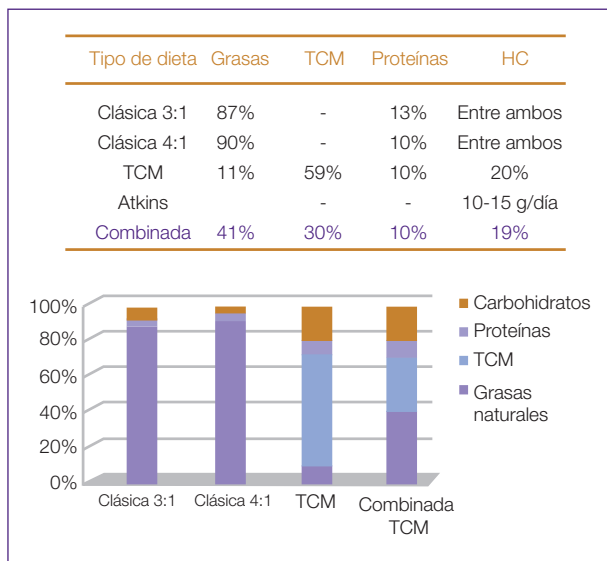 Tipo de dieta Grasas TCM Proteínas HC
Clásica 3:1 87% - 13% Entre ambos
Clásica 4:1 90% - 10% Entre ambos
TCM 11% 59% 10% 20%
Atkins - - 10-15 g/día
Combinada 41% 30% 10% 19%
100%
80%
60%
40%
20%
0%
Clásica 3:1 Clásica 4:1 TCM Combinada
TCM
Carbohidratos
Proteínas
TCM
Grasas
naturales